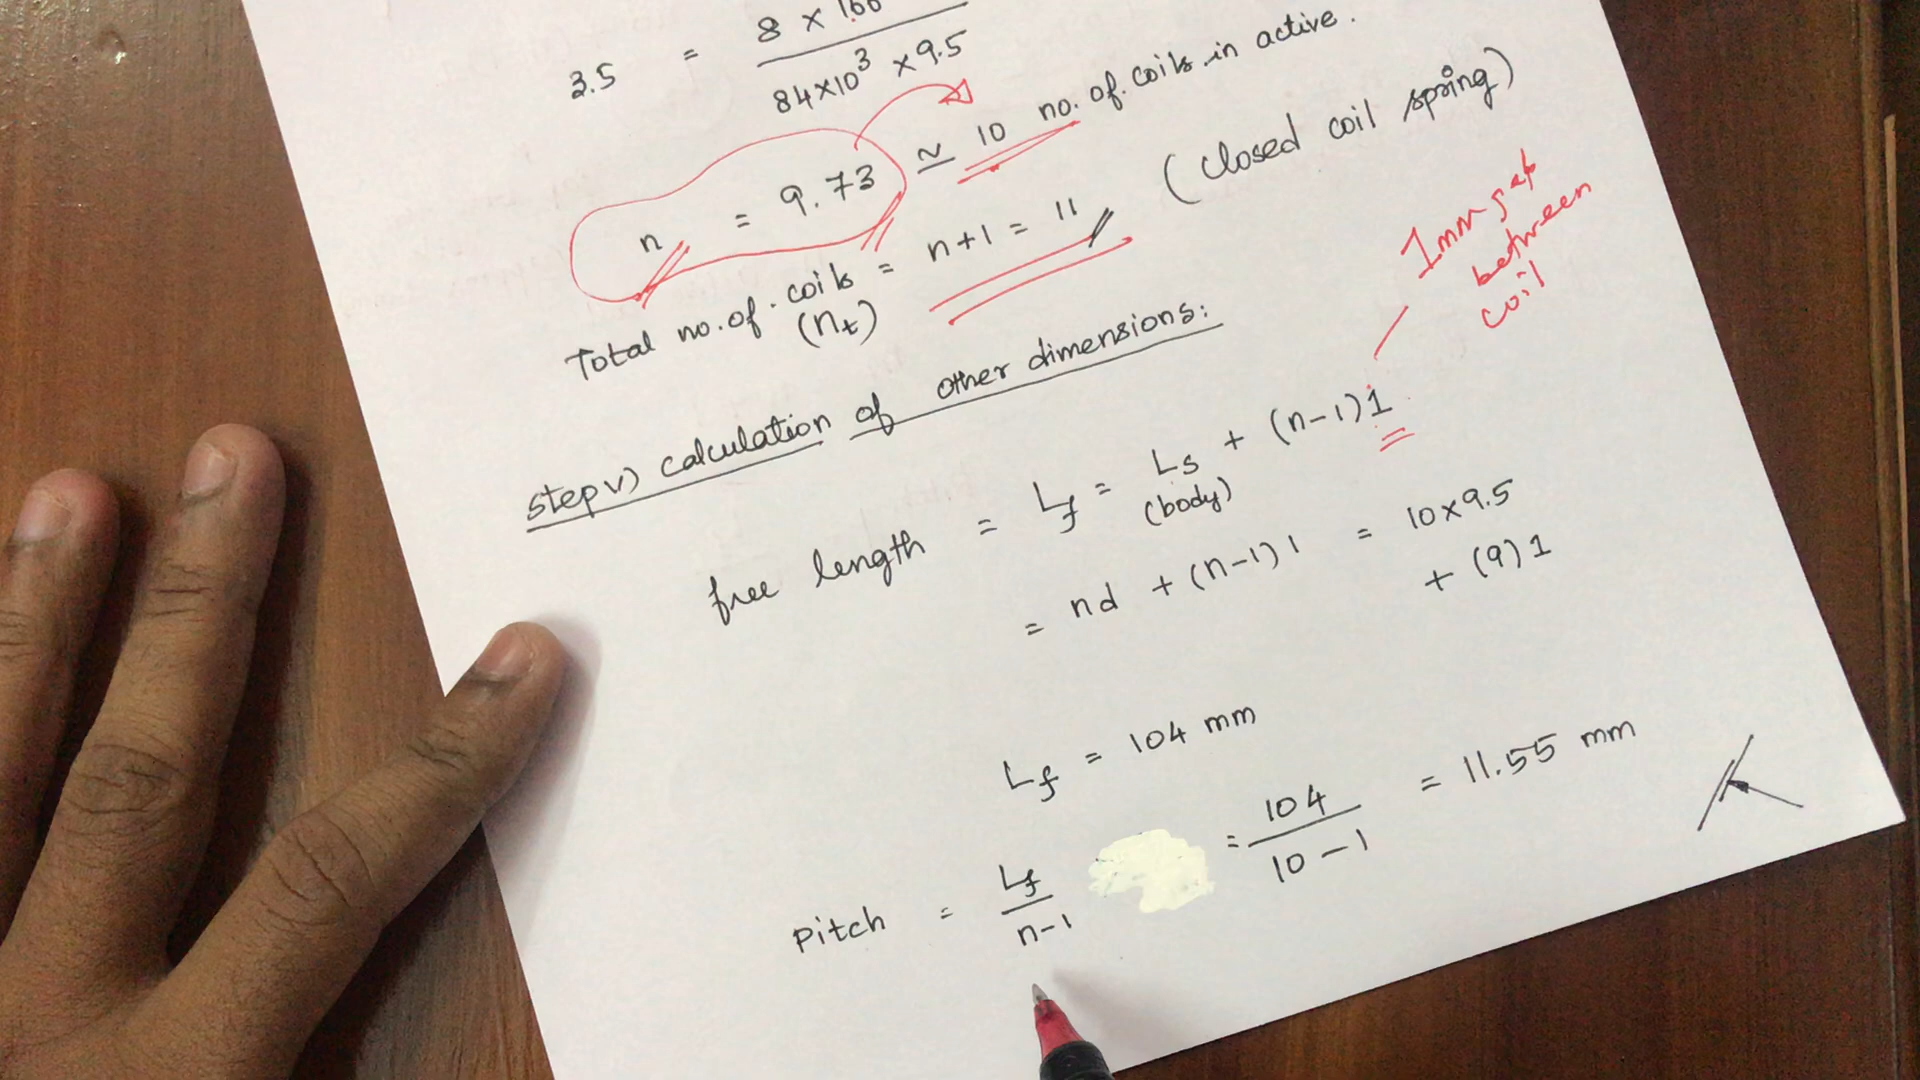 3.5 = 8 ×
84×10³ × 9.5
n = 9.73 ≃ 10 no. of. coils in active.
Total no. of. coils = n+1 = 11 (closed coil spring)
(nt)
1mm gap
between
coil
step v) calculation of other dimensions:
free length = Lf = Ls + (n-1)1
(body)
= nd + (n-1)1 = 10×9.5
+ (9)1
Lf = 104 mm
Pitch = Lf = 104 = 11.55 mm
n-1 10-1